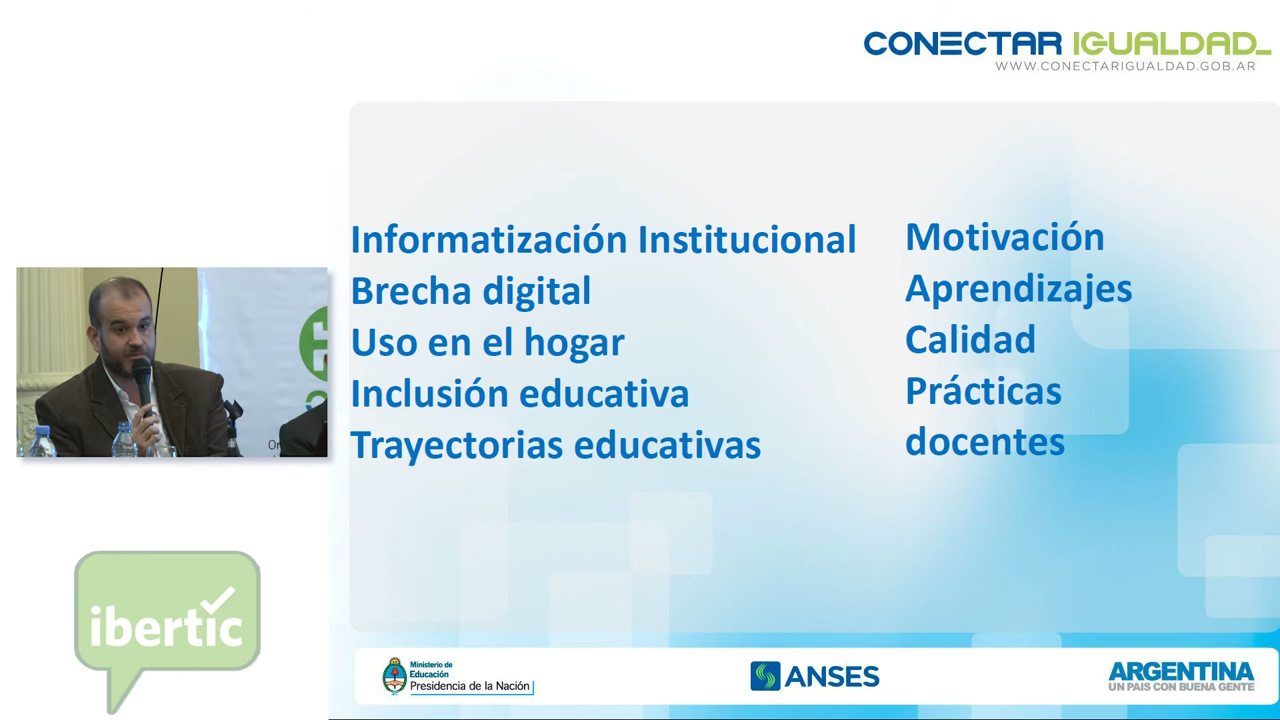 CONECTAR IGUALDAD_
WWW.CONECTARIGUALDAD.GOB.AR
Informatización Institucional
Brecha digital
Uso en el hogar
Inclusión educativa
Trayectorias educativas
Motivación
Aprendizajes
Calidad
Prácticas
docentes
ibertic
Ministerio de
Educación
Presidencia de la Nación
ANSES
ARGENTINA
UN PAIS CON BUENA GENTE